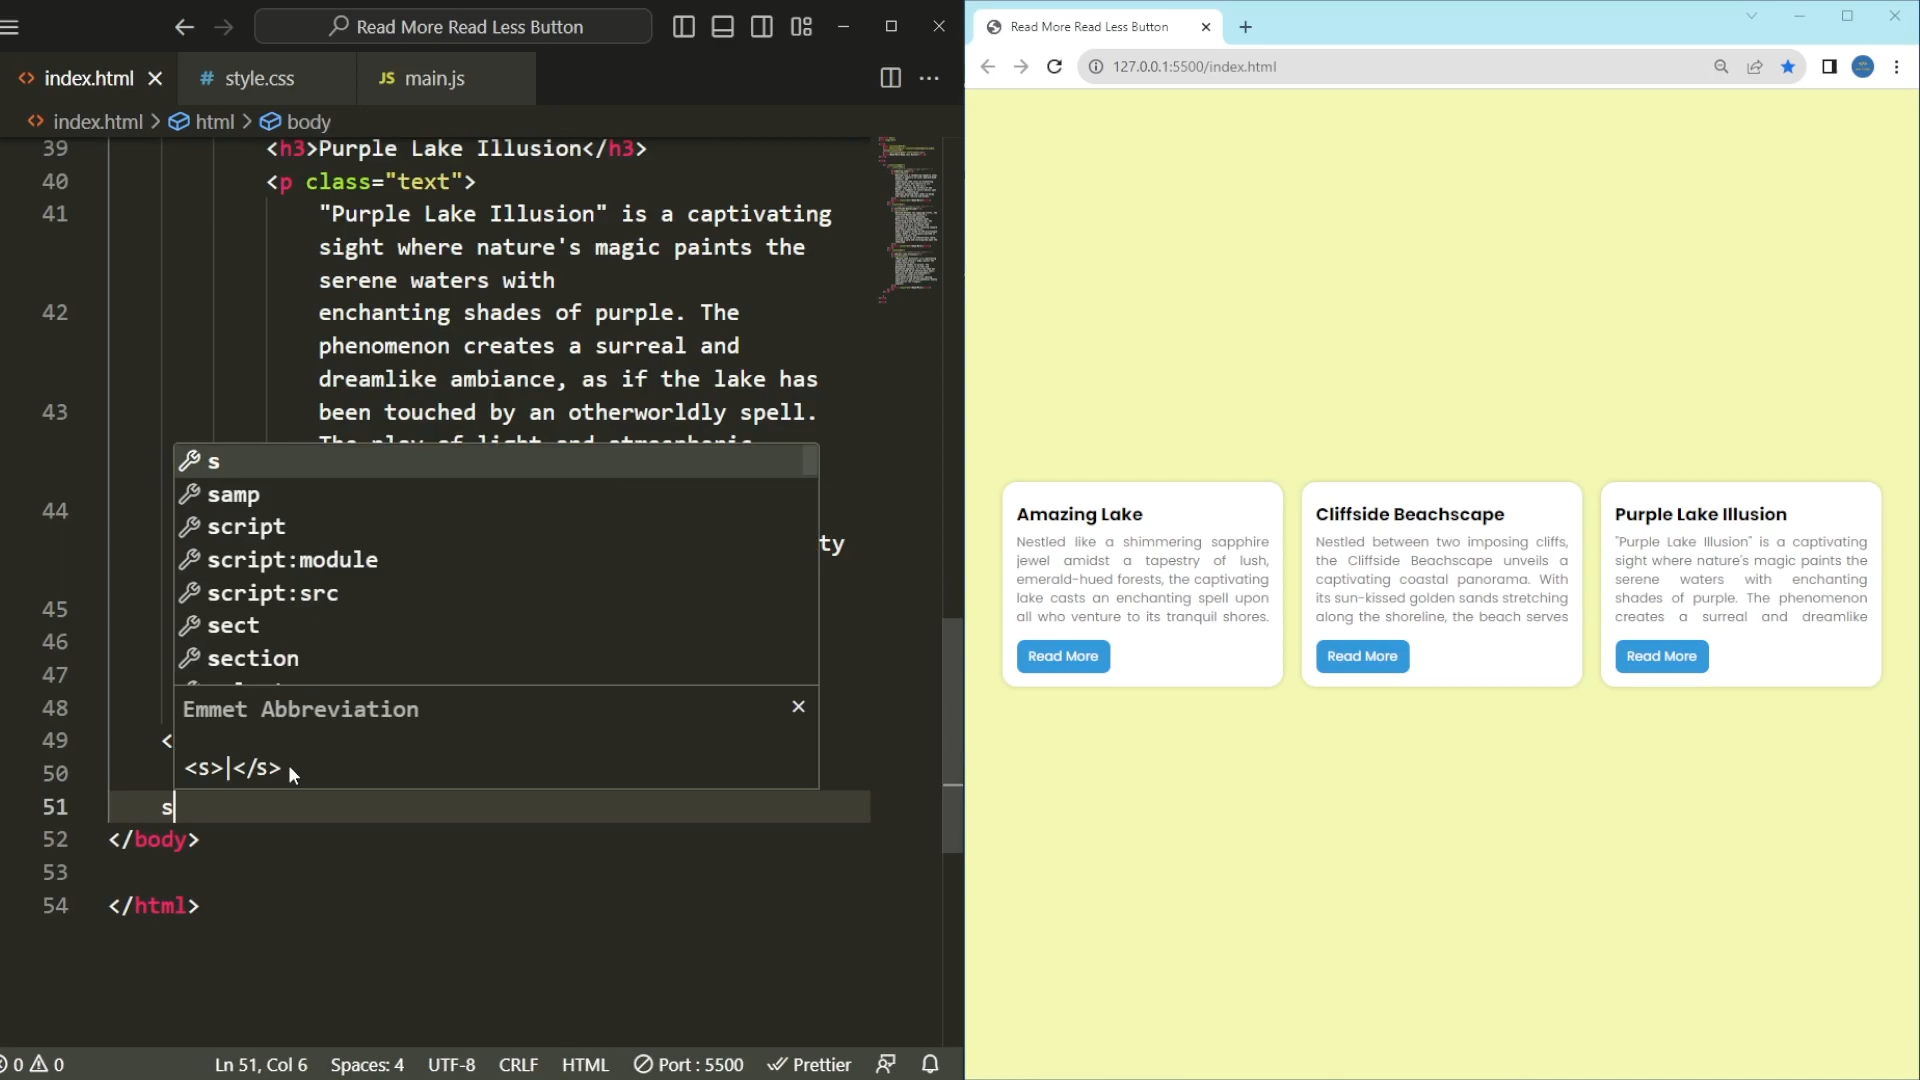 Read More Read Less Button
index.html
style.css
JS main.js
index.html > html > body
39 <h3>Purple Lake Illusion</h3>
40 <p class="text">
41 "Purple Lake Illusion" is a captivating
sight where nature's magic paints the
serene waters with
42 enchanting shades of purple. The
phenomenon creates a surreal and
dreamlike ambiance, as if the lake has
43 been touched by an otherworldly spell.
The play of light and atmospheric
s
samp
script
script:module
script:src
sect
section
44
ty
45
46
47
48
49 <
50
Emmet Abbreviation
<s>|</s>
51 s
52 </body>
53
54 </html>
0 0
Ln 51, Col 6
Spaces: 4
UTF-8
CRLF
HTML
Port : 5500
Prettier
Read More Read Less Button
127.0.0.1:5500/index.html
Amazing Lake
Nestled like a shimmering sapphire
jewel amidst a tapestry of lush,
emerald-hued forests, the captivating
lake casts an enchanting spell upon
all who venture to its tranquil shores.
Read More
Cliffside Beachscape
Nestled between two imposing cliffs,
the Cliffside Beachscape unveils a
captivating coastal panorama. With
its sun-kissed golden sands stretching
along the shoreline, the beach serves
Read More
Purple Lake Illusion
"Purple Lake Illusion" is a captivating
sight where nature's magic paints the
serene waters with enchanting
shades of purple. The phenomenon
creates a surreal and dreamlike
Read More